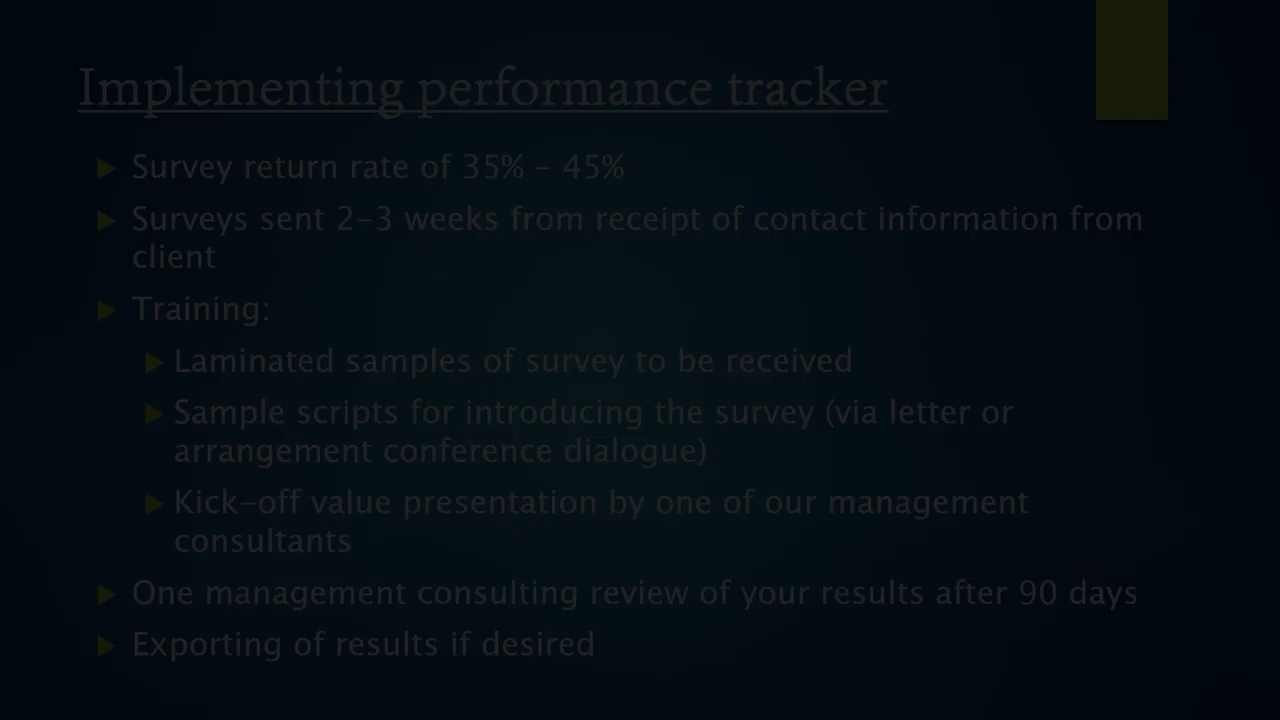 Implementing performance tracker
Survey return rate of 35% – 45%
Surveys sent 2–3 weeks from receipt of contact information from
client
Training:
Laminated samples of survey to be received
Sample scripts for introducing the survey (via letter or
arrangement conference dialogue)
Kick-off value presentation by one of our management
consultants
One management consulting review of your results after 90 days
Exporting of results if desired